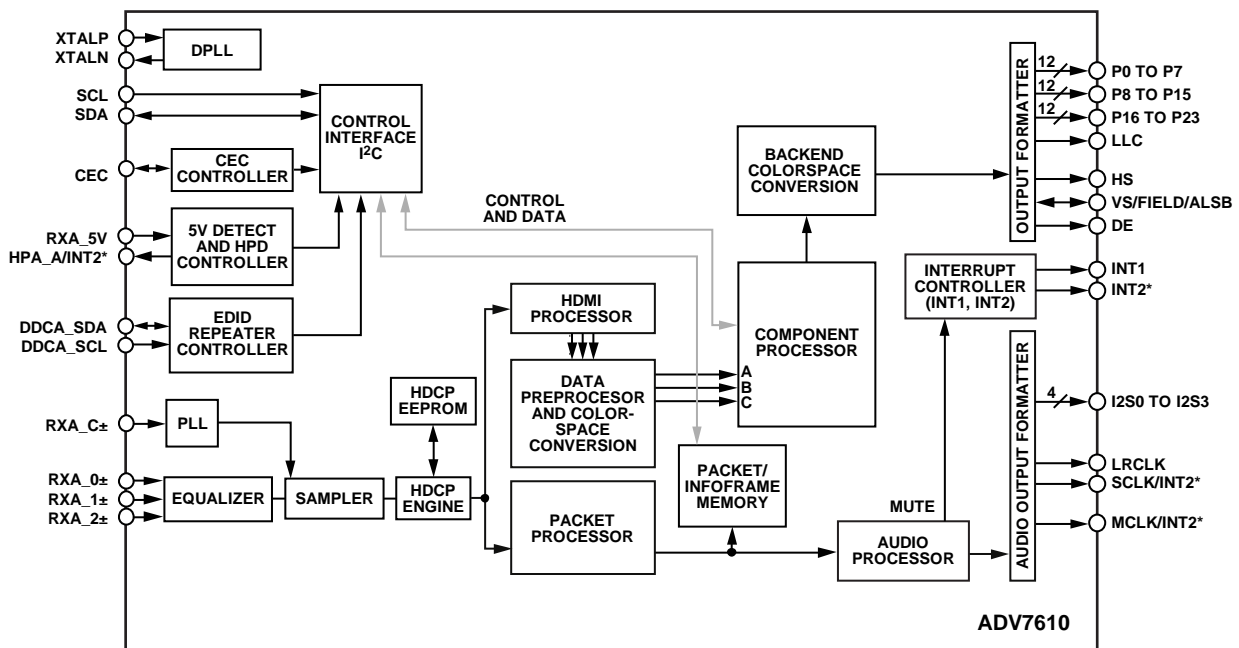 XTALP
XTALN
DPLL
SCL
SDA
CONTROL
INTERFACE
I2C
CEC
CEC
CONTROLLER
RXA_5V
HPA_A/INT2*
5V DETECT
AND HPD
CONTROLLER
DDCA_SDA
DDCA_SCL
EDID
REPEATER
CONTROLLER
RXA_C±
PLL
RXA_0±
RXA_1±
RXA_2±
EQUALIZER
SAMPLER
HDCP
EEPROM
HDCP
ENGINE
HDMI
PROCESSOR
DATA
PREPROCESOR
AND COLOR-
SPACE
CONVERSION
PACKET
PROCESSOR
CONTROL
AND DATA
A
B
C
COMPONENT
PROCESSOR
BACKEND
COLORSPACE
CONVERSION
PACKET/
INFOFRAME
MEMORY
MUTE
AUDIO
PROCESSOR
INTERRUPT
CONTROLLER
(INT1, INT2)
OUTPUT FORMATTER
12
P0 TO P7
12
P8 TO P15
12
P16 TO P23
LLC
HS
VS/FIELD/ALSB
DE
INT1
INT2*
AUDIO OUTPUT FORMATTER
4
I2S0 TO I2S3
LRCLK
SCLK/INT2*
MCLK/INT2*
ADV7610